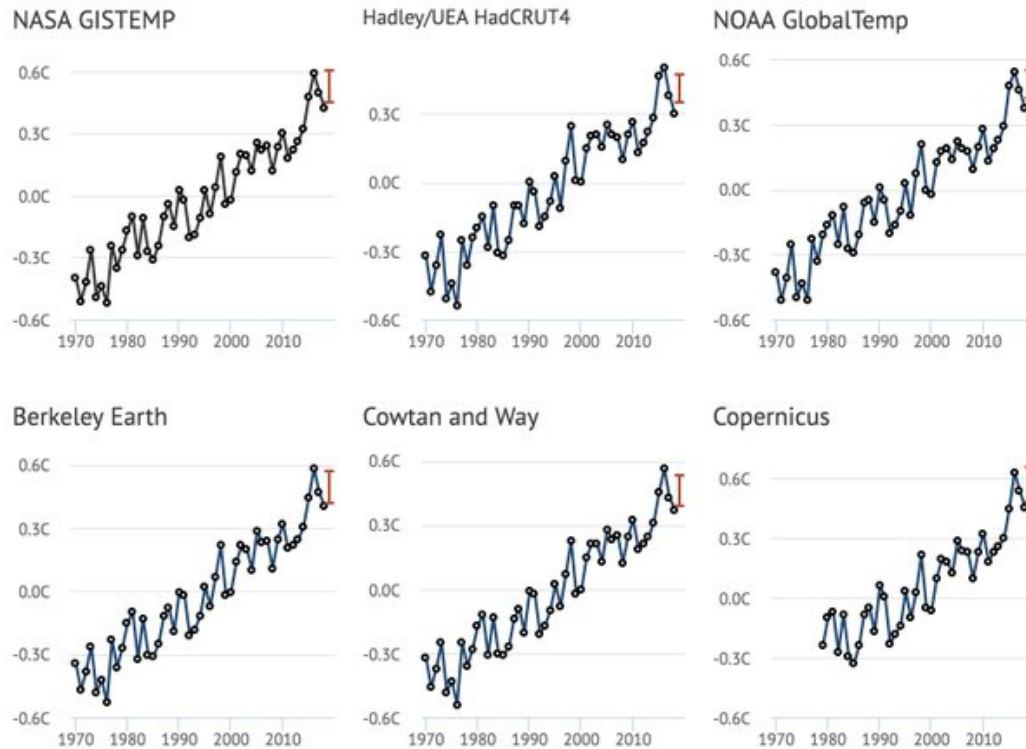 NASA GISTEMP
Hadley/UEA HadCRUT4
NOAA GlobalTemp
0.6C
0.3C
0.0C
-0.3C
-0.6C
1970 1980 1990 2000 2010
0.3C
0.0C
-0.3C
-0.6C
1970 1980 1990 2000 2010
0.6C
0.3C
0.0C
-0.3C
-0.6C
1970 1980 1990 2000 2010
Berkeley Earth
Cowtan and Way
Copernicus
0.6C
0.3C
0.0C
-0.3C
-0.6C
1970 1980 1990 2000 2010
0.6C
0.3C
0.0C
-0.3C
-0.6C
1970 1980 1990 2000 2010
0.6C
0.3C
0.0C
-0.3C
-0.6C
1970 1980 1990 2000 2010